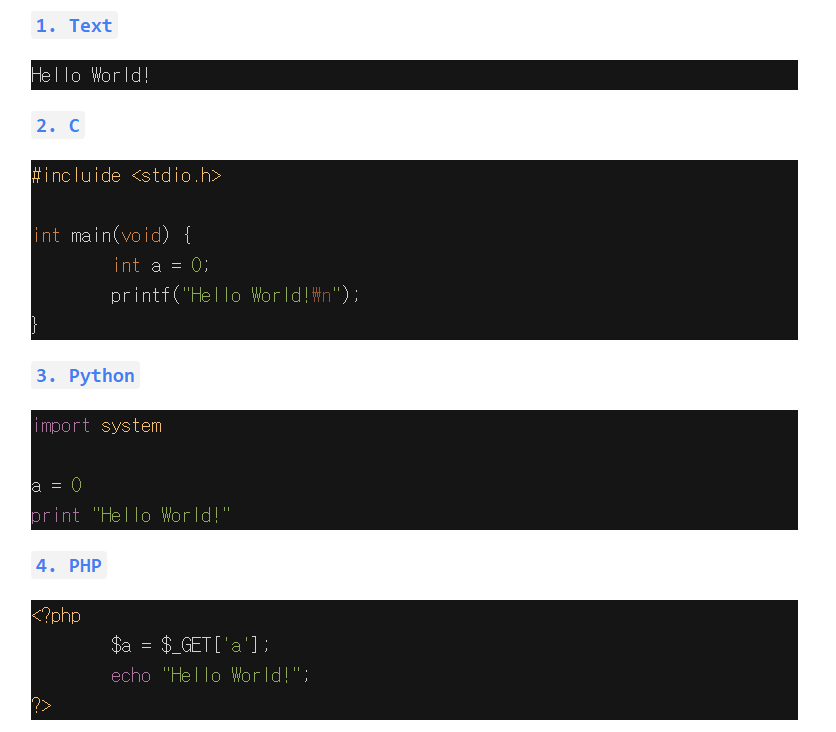 1. Text
Hello World!
2. C
#incluide <stdio.h>
int main(void) {
int a = 0;
printf("Hello World!₩n");
}
3. Python
import system
a = 0
print "Hello World!"
4. PHP
<?php
$a = $_GET['a'];
echo "Hello World!";
?>